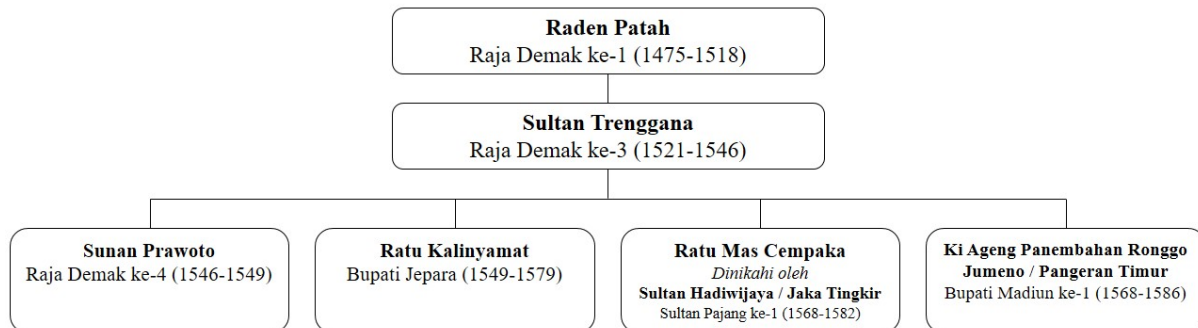 Raden Patah
Raja Demak ke-1 (1475-1518)
Sultan Trenggana
Raja Demak ke-3 (1521-1546)
Sunan Prawoto
Raja Demak ke-4 (1546-1549)
Ratu Kalinyamat
Bupati Jepara (1549-1579)
Ratu Mas Cempaka
Dinikahi oleh
Sultan Hadiwijaya / Jaka Tingkir
Sultan Pajang ke-1 (1568-1582)
Ki Ageng Panembahan Ronggo
Jumeno / Pangeran Timur
Bupati Madiun ke-1 (1568-1586)